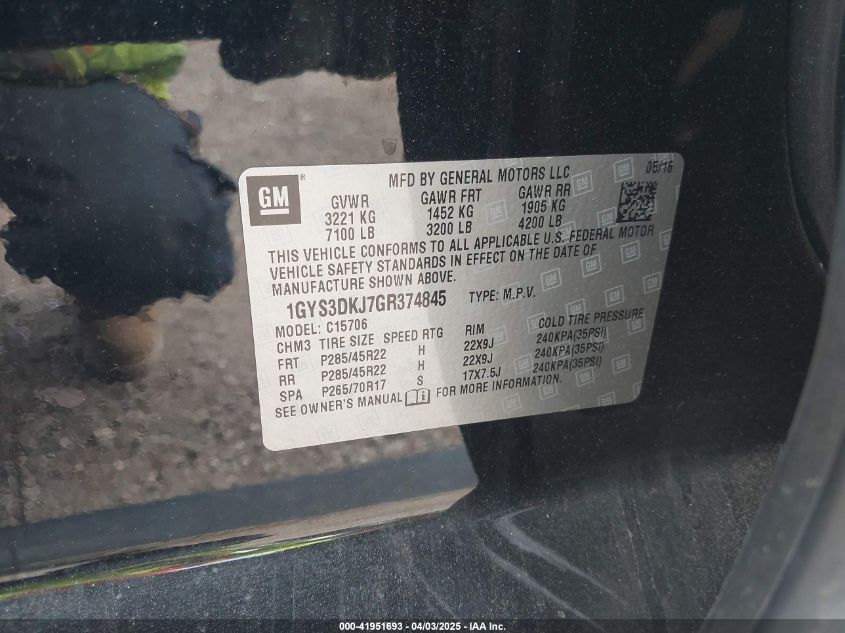 GM ® MFD BY GENERAL MOTORS LLC 05/16
GVWR GAWR FRT GAWR RR
3221 KG 1452 KG 1905 KG
7100 LB 3200 LB 4200 LB
THIS VEHICLE CONFORMS TO ALL APPLICABLE U.S. FEDERAL MOTOR
VEHICLE SAFETY STANDARDS IN EFFECT ON THE DATE OF
MANUFACTURE SHOWN ABOVE.
1GYS3DKJ7GR374845 TYPE: M.P.V.
MODEL: C15706
CHM3 TIRE SIZE SPEED RTG RIM COLD TIRE PRESSURE
FRT P285/45R22 H 22X9J 240KPA(35PSI)
RR P285/45R22 H 22X9J 240KPA(35PSI)
SPA P265/70R17 S 17X7.5J 240KPA(35PSI)
SEE OWNER'S MANUAL FOR MORE INFORMATION.
000-41951693 - 04/03/2025 - IAA Inc.